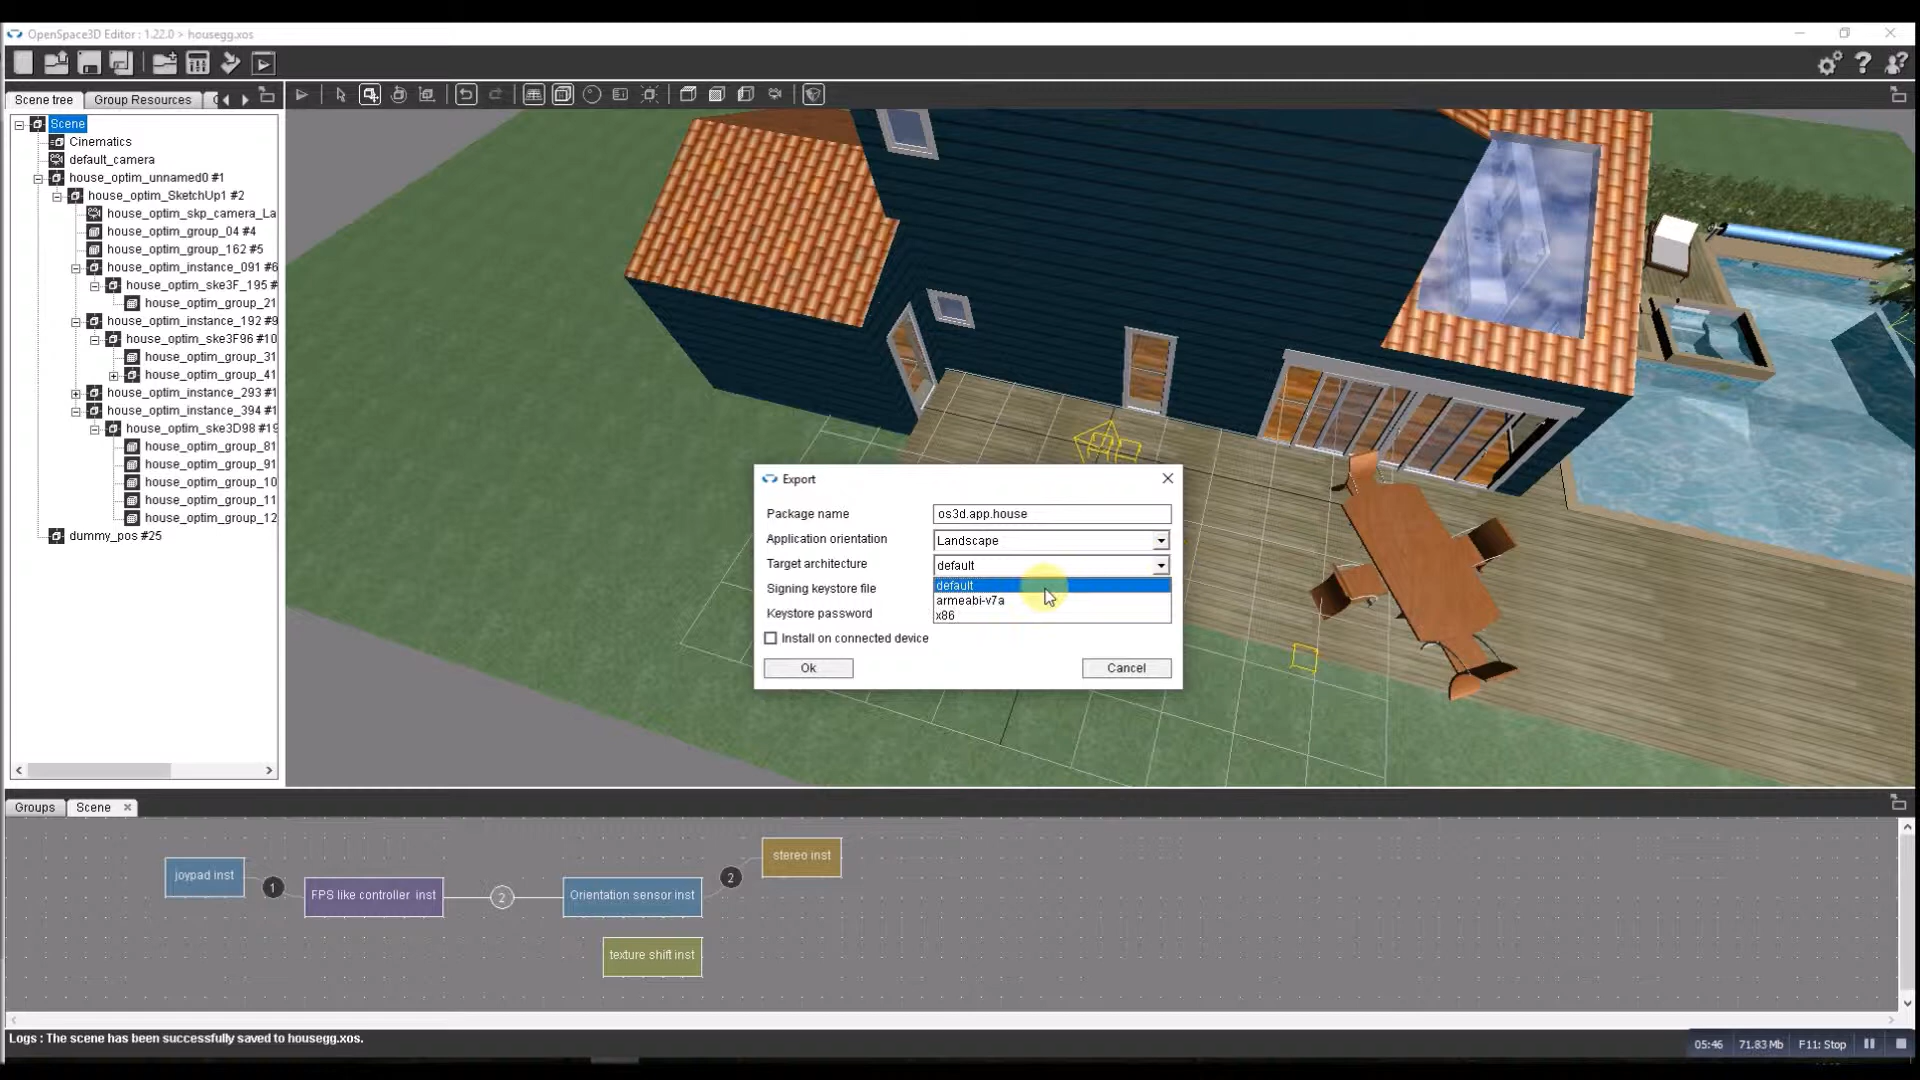 OpenSpace3D Editor : 1.22.0 > housegg.xos
Scene tree
Group Resources
Scene
Cinematics
default_camera
house_optim_unnamed0 #1
house_optim_SketchUp1 #2
house_optim_skp_camera_La
house_optim_group_04 #4
house_optim_group_162 #5
house_optim_instance_091 #6
house_optim_ske3F_195 #
house_optim_group_21
house_optim_instance_192 #9
house_optim_ske3F96 #10
house_optim_group_31
house_optim_group_41
house_optim_instance_293 #1
house_optim_instance_394 #1
house_optim_ske3D98 #19
house_optim_group_81
house_optim_group_91
house_optim_group_10
house_optim_group_11
house_optim_group_12
dummy_pos #25
Export
Package name
os3d.app.house
Application orientation
Landscape
Target architecture
default
Signing keystore file
default
armeabi-v7a
x86
Keystore password
Install on connected device
Ok
Cancel
Groups
Scene
joypad inst
1
FPS like controller inst
2
Orientation sensor inst
2
stereo inst
texture shift inst
Logs : The scene has been successfully saved to housegg.xos.
05:46
71.83 Mb
F11: Stop